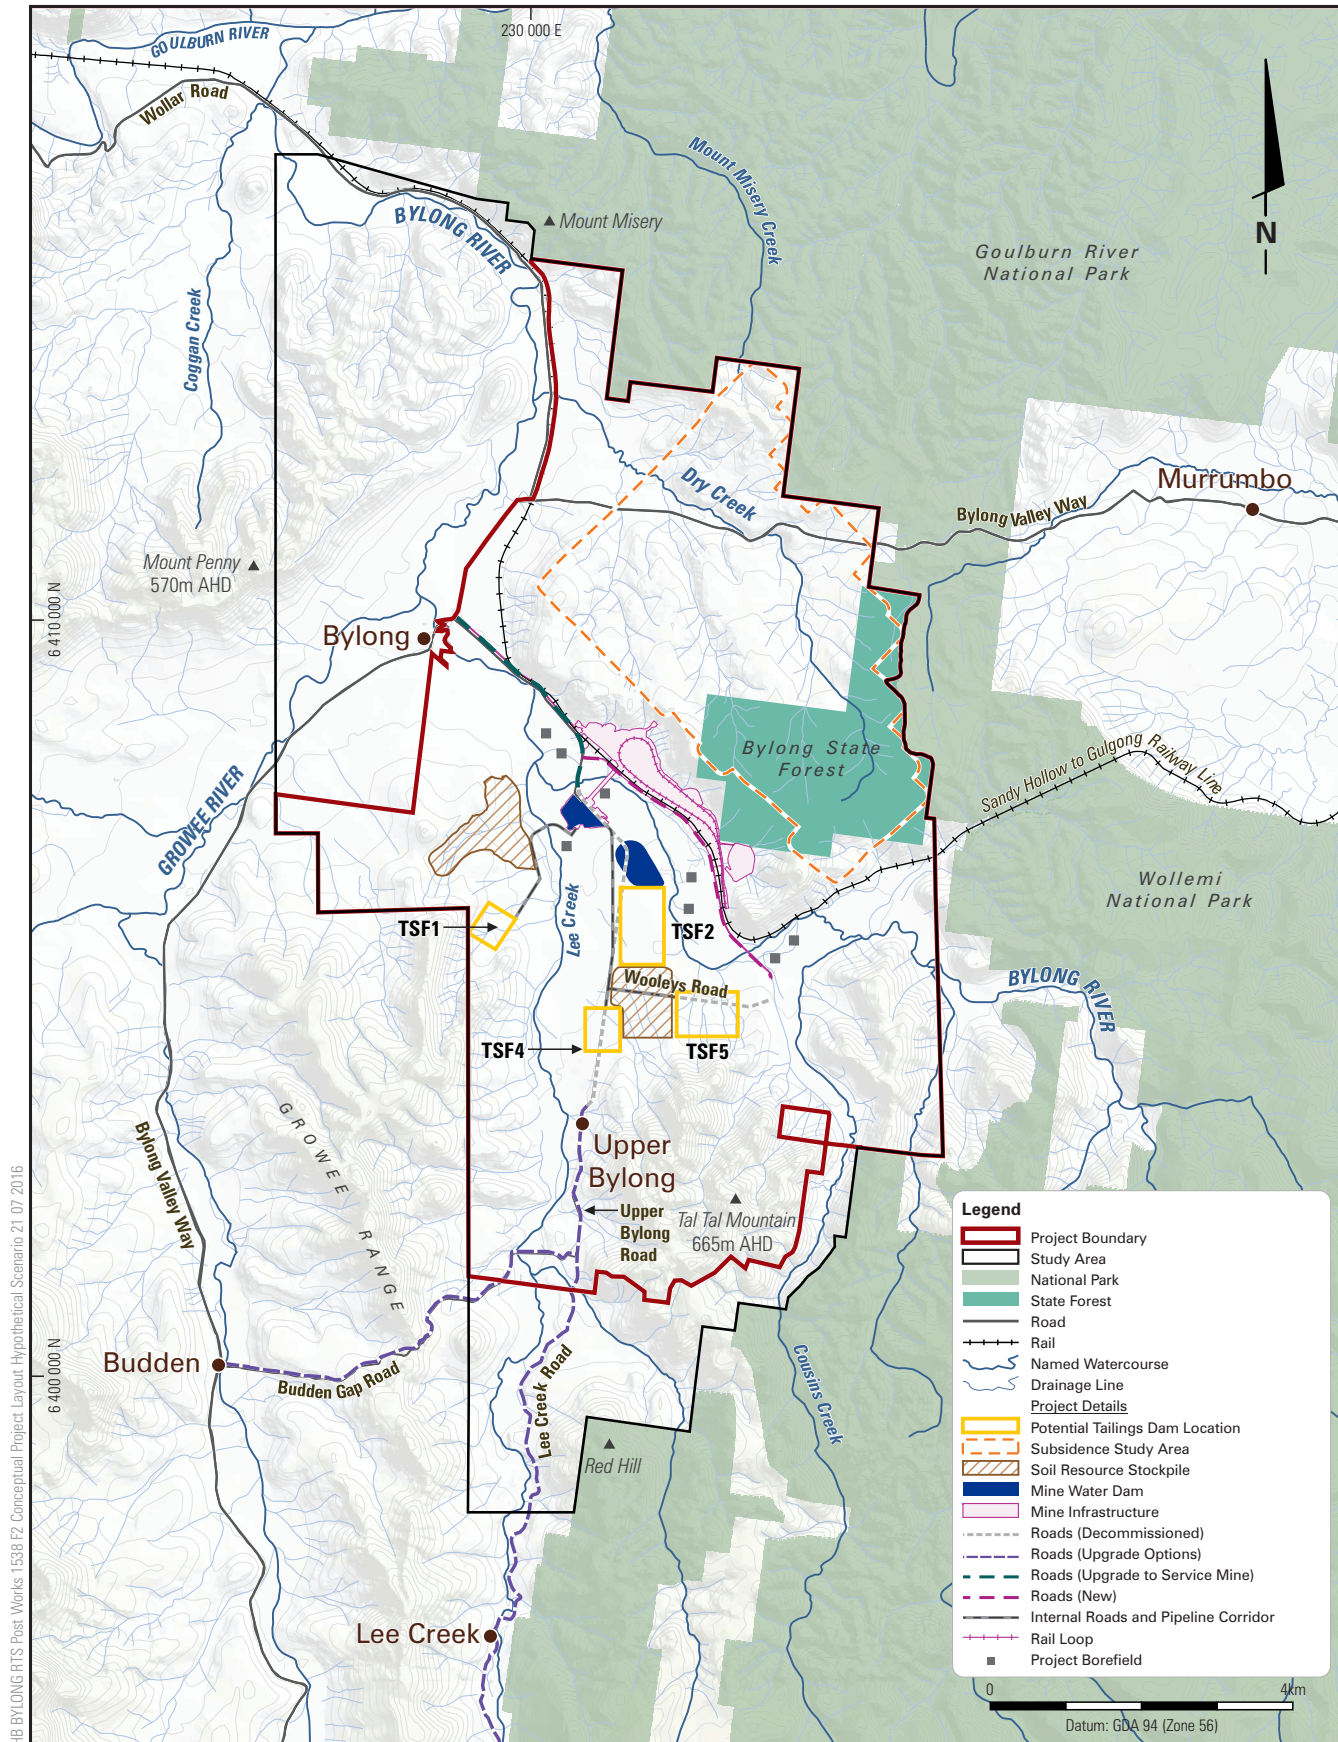 230 000 E
GOULBURN RIVER
Wollar Road
Mount Misery Creek
BYLONG RIVER
Mount Misery
Goulburn River
National Park
N
Coggan Creek
Dry Creek
Murrumbo
Bylong Valley Way
Mount Penny
570m AHD
6 410 000 N
Bylong
Bylong State
Forest
Sandy Hollow to Gulgong Railway Line
GROWEE RIVER
Wollemi
National Park
Lee Creek
TSF1
TSF2
Wooleys Road
BYLONG RIVER
TSF4
TSF5
GROWEE RANGE
Bylong Valley Way
Upper
Bylong
Upper
Bylong
Road
Tal Tal Mountain
665m AHD
Budden
Budden Gap Road
Lee Creek Road
Cousins Creek
6 400 000 N
Red Hill
Lee Creek
Legend
Project Boundary
Study Area
National Park
State Forest
Road
Rail
Named Watercourse
Drainage Line
Project Details
Potential Tailings Dam Location
Subsidence Study Area
Soil Resource Stockpile
Mine Water Dam
Mine Infrastructure
Roads (Decommissioned)
Roads (Upgrade Options)
Roads (Upgrade to Service Mine)
Roads (New)
Internal Roads and Pipeline Corridor
Rail Loop
Project Borefield
0 4km
Datum: GDA 94 (Zone 56)
HB BYLONG RTS Post Works 1538 F2 Conceptual Project Layout Hypothetical Scenario 21 07 2016